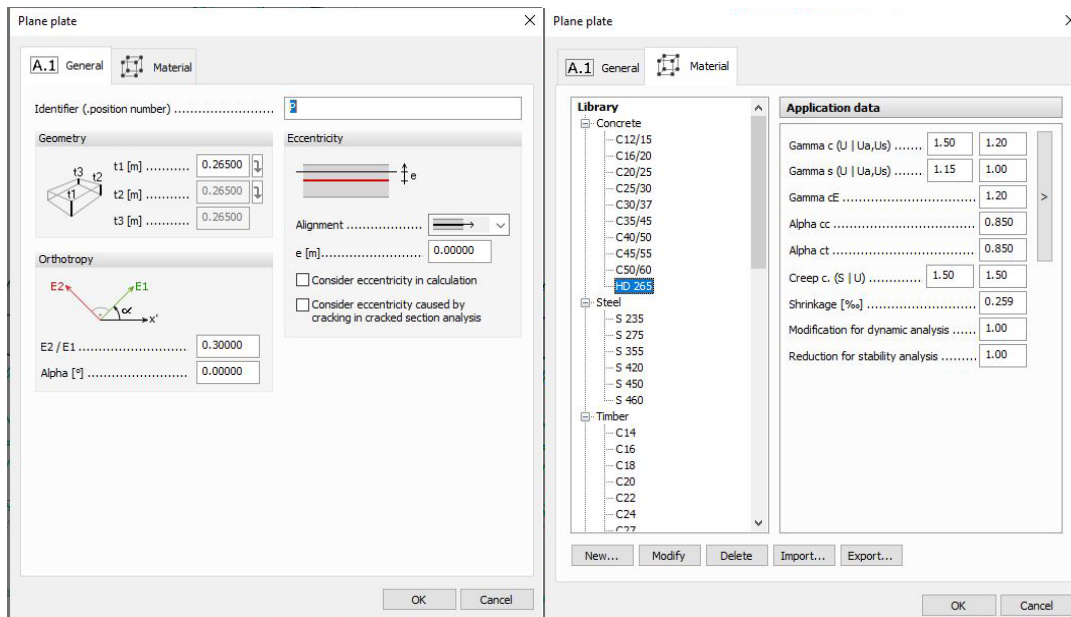 Plane plate
A.1 General
Material
Identifier (.position number) ........................ P
Geometry
t3
t2
t1
t1 [m] ........... 0.26500
t2 [m] ........... 0.26500
t3 [m] ........... 0.26500
Orthotropy
E2
E1
α
x'
E2 / E1 .......................... 0.30000
Alpha [°] ........................ 0.00000
Eccentricity
e
Alignment ...................
e [m]......................... 0.00000
Consider eccentricity in calculation
Consider eccentricity caused by
cracking in cracked section analysis
OK
Cancel
Plane plate
A.1 General
Material
Library
Concrete
C12/15
C16/20
C20/25
C25/30
C30/37
C35/45
C40/50
C45/55
C50/60
HD 265
Steel
S 235
S 275
S 355
S 420
S 450
S 460
Timber
C14
C16
C18
C20
C22
C24
C27
Application data
Gamma c (U | Ua,Us) ....... 1.50 1.20
Gamma s (U | Ua,Us) ....... 1.15 1.00
Gamma cE ............................ 1.20
Alpha cc .............................. 0.850
Alpha ct .............................. 0.850
Creep c. (S | U) ............. 1.50 1.50
Shrinkage [‰] ........................ 0.259
Modification for dynamic analysis ...... 1.00
Reduction for stability analysis ......... 1.00
>
New... Modify Delete Import... Export...
OK
Cancel